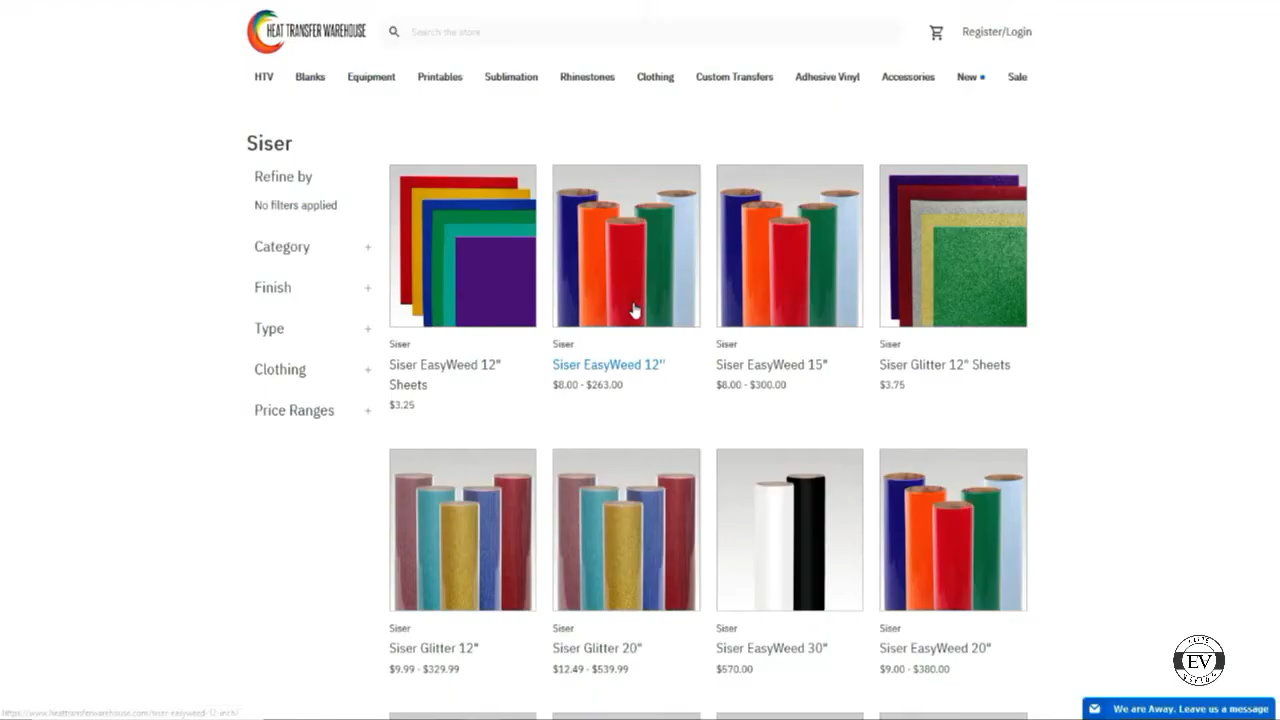 HEAT TRANSFER WAREHOUSE
Search the store
Register/Login
HTV Blanks Equipment Printables Sublimation Rhinestones Clothing Custom Transfers Adhesive Vinyl Accessories New Sale
Siser
Refine by
No filters applied
Category +
Finish +
Type +
Clothing +
Price Ranges +
Siser
Siser EasyWeed 12"
Sheets
$3.25
Siser
Siser EasyWeed 12"
$8.00 - $263.00
Siser
Siser EasyWeed 15"
$8.00 - $300.00
Siser
Siser Glitter 12" Sheets
$3.75
Siser
Siser Glitter 12"
$9.99 - $329.99
Siser
Siser Glitter 20"
$12.49 - $539.99
Siser
Siser EasyWeed 30"
$570.00
Siser
Siser EasyWeed 20"
$9.00 - $380.00
EV
https://www.heattransferwarehouse.com/siser-easyweed-12-inch/
We are Away. Leave us a message